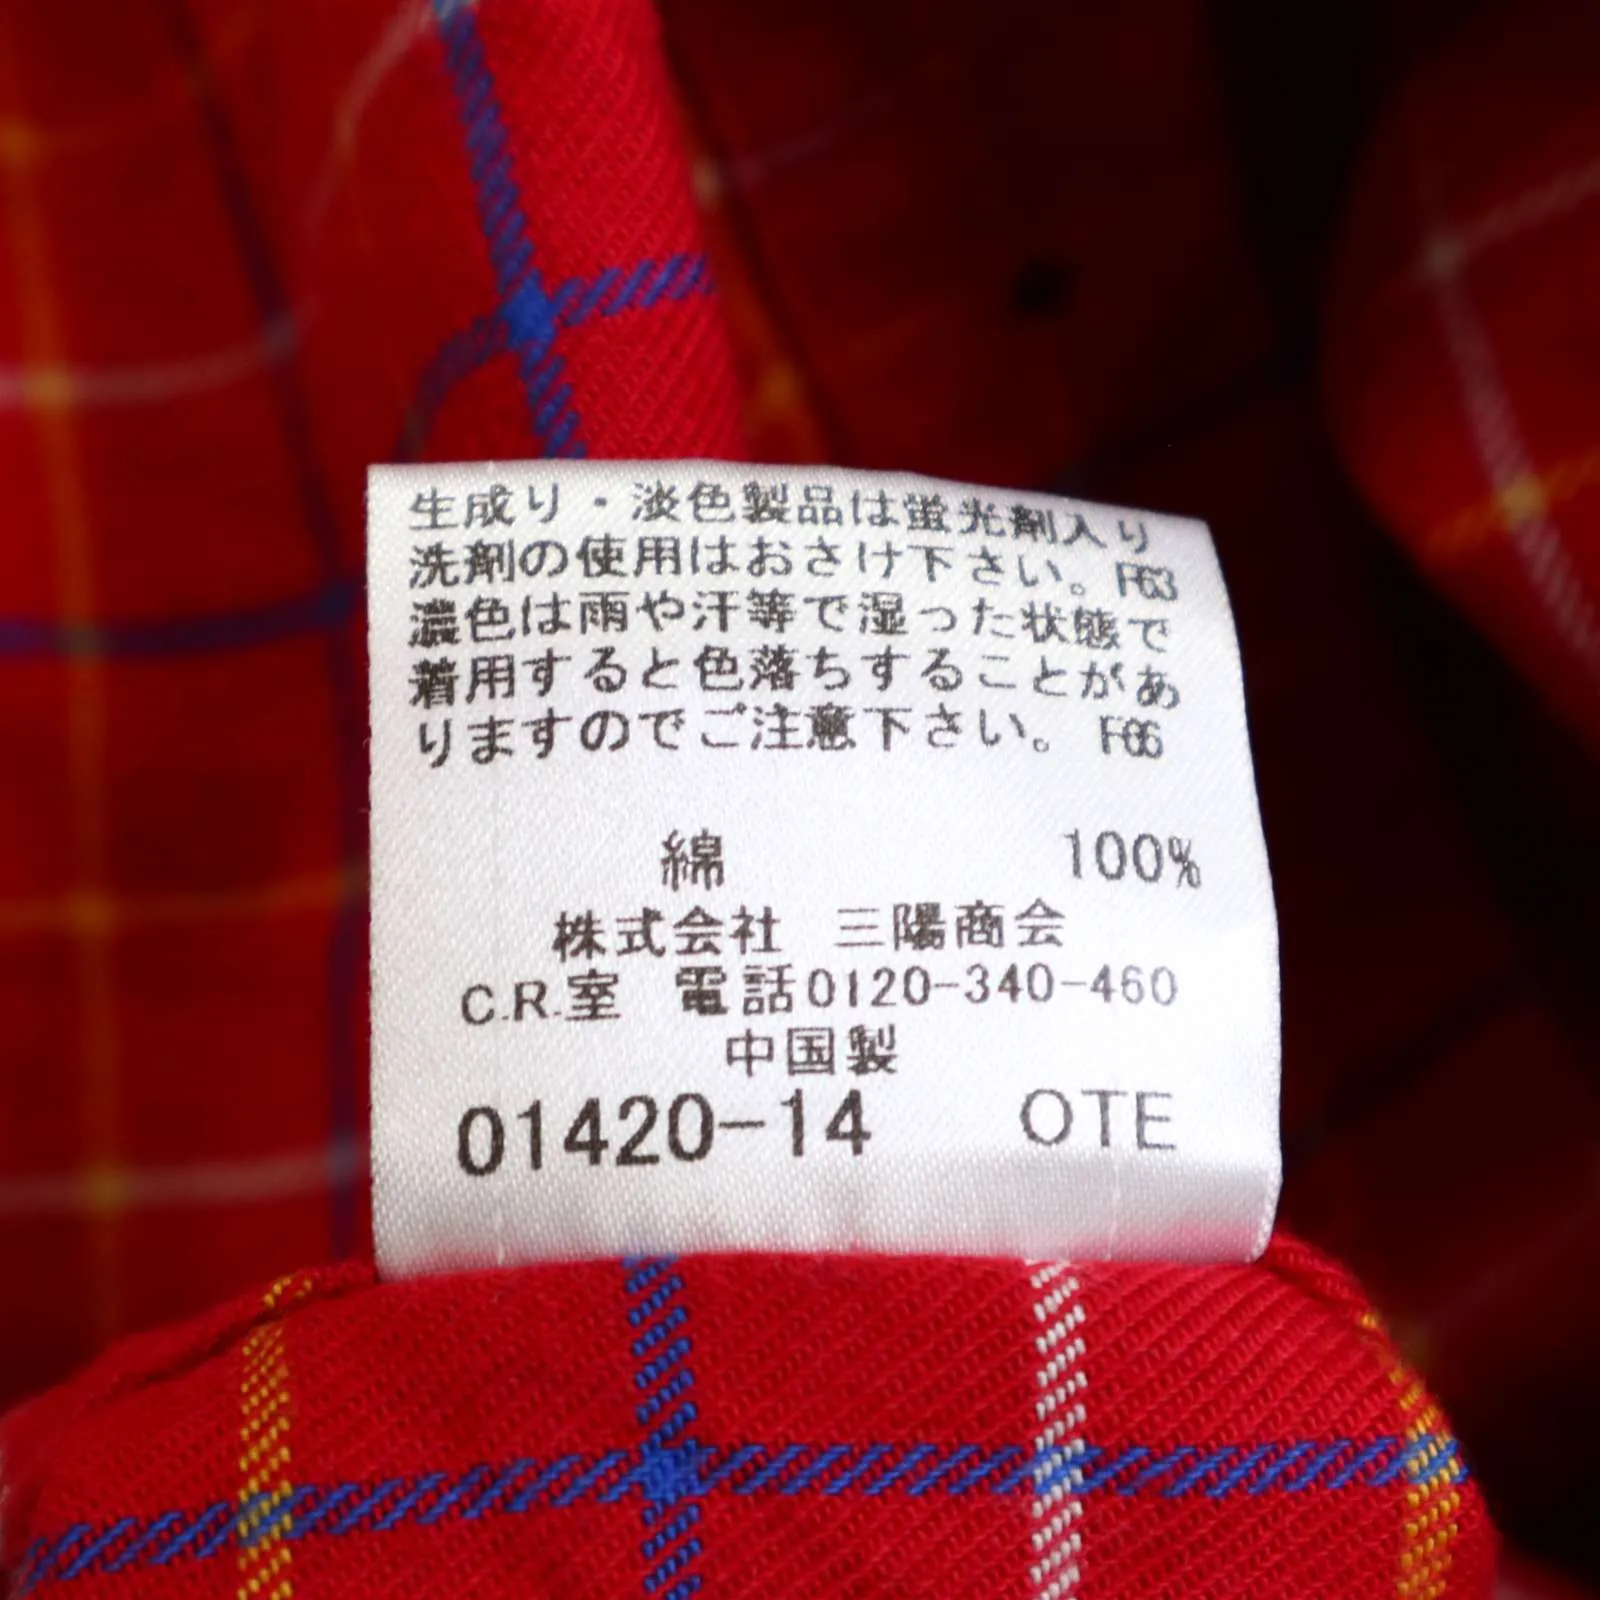 生成り・淡色製品は蛍光剤入り
洗剤の使用はおさけ下さい。F63
濃色は雨や汗等で湿った状態で
着用すると色落ちすることがあ
りますのでご注意下さい。 F66
綿 100%
株式会社 三陽商会
C.R.室 電話0120-340-460
中国製
01420-14 OTE